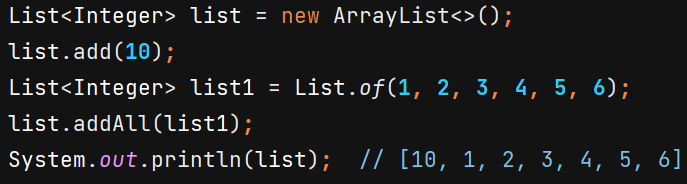 List<Integer> list = new ArrayList<>();
list.add(10);
List<Integer> list1 = List.of(1, 2, 3, 4, 5, 6);
list.addAll(list1);
System.out.println(list);  // [10, 1, 2, 3, 4, 5, 6]